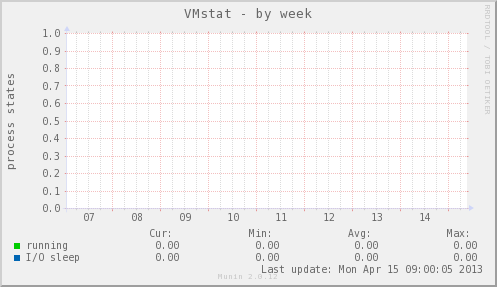 VMstat - by week
RRDTOOL / TOBI OETIKER
process states
1.0
0.9
0.8
0.7
0.6
0.5
0.4
0.3
0.2
0.1
0.0
07 08 09 10 11 12 13 14
Cur: Min: Avg: Max:
running 0.00 0.00 0.00 0.00
I/O sleep 0.00 0.00 0.00 0.00
Last update: Mon Apr 15 09:00:05 2013
Munin 2.0.12